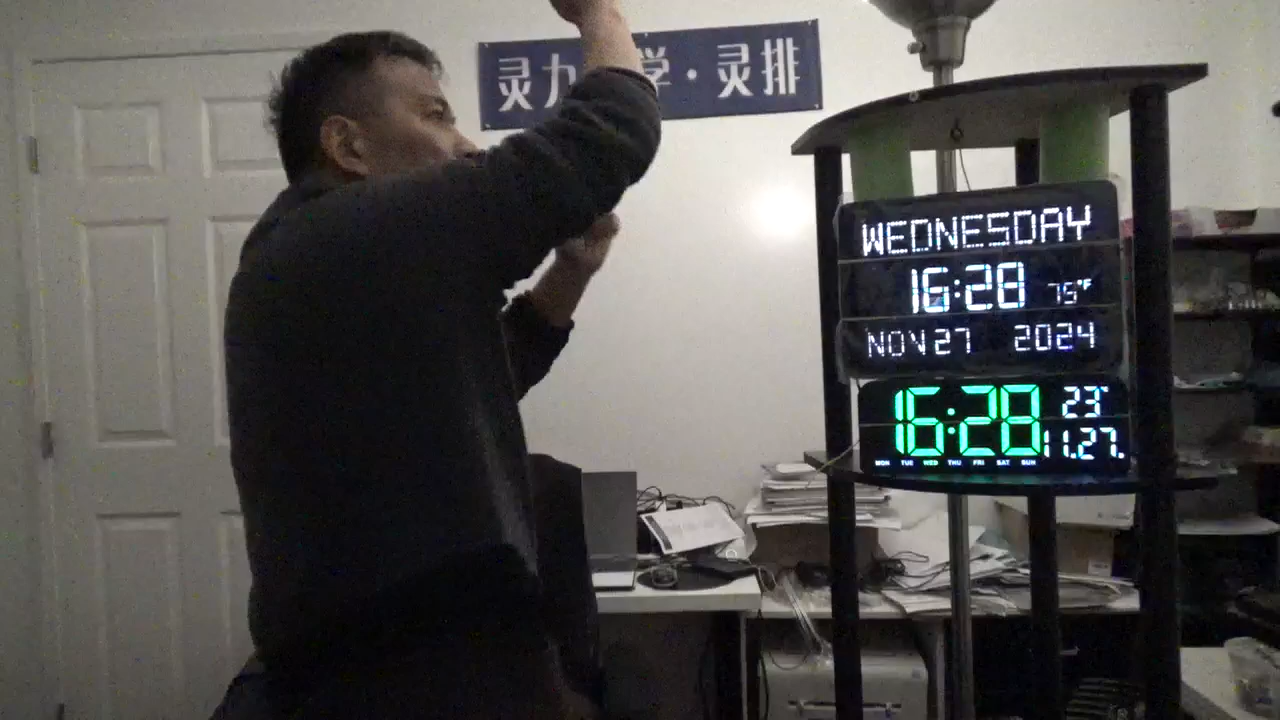 灵力 学·灵排
WEDNESDAY
16:28 75°F
NOV 27 2024
16:28 23°
11.27.
MON TUE WED THU FRI SAT SUN